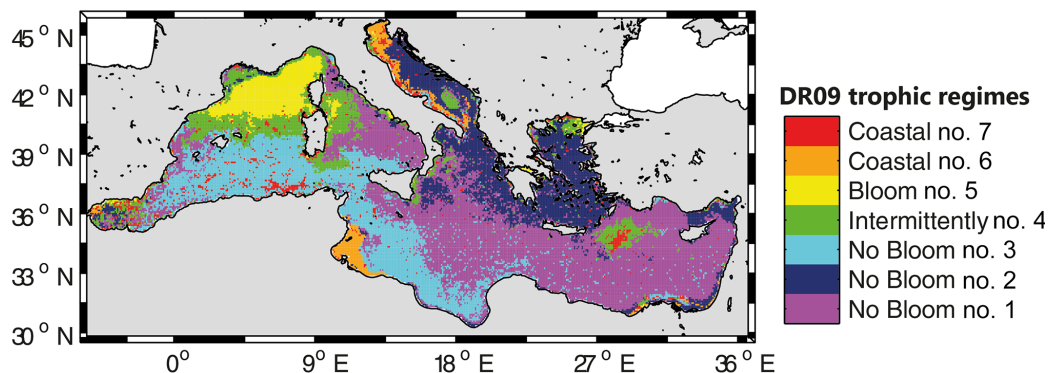 45° N
42° N
39° N
36° N
33° N
30° N
0° 9° E 18° E 27° E 36° E
DR09 trophic regimes
Coastal no. 7
Coastal no. 6
Bloom no. 5
Intermittently no. 4
No Bloom no. 3
No Bloom no. 2
No Bloom no. 1